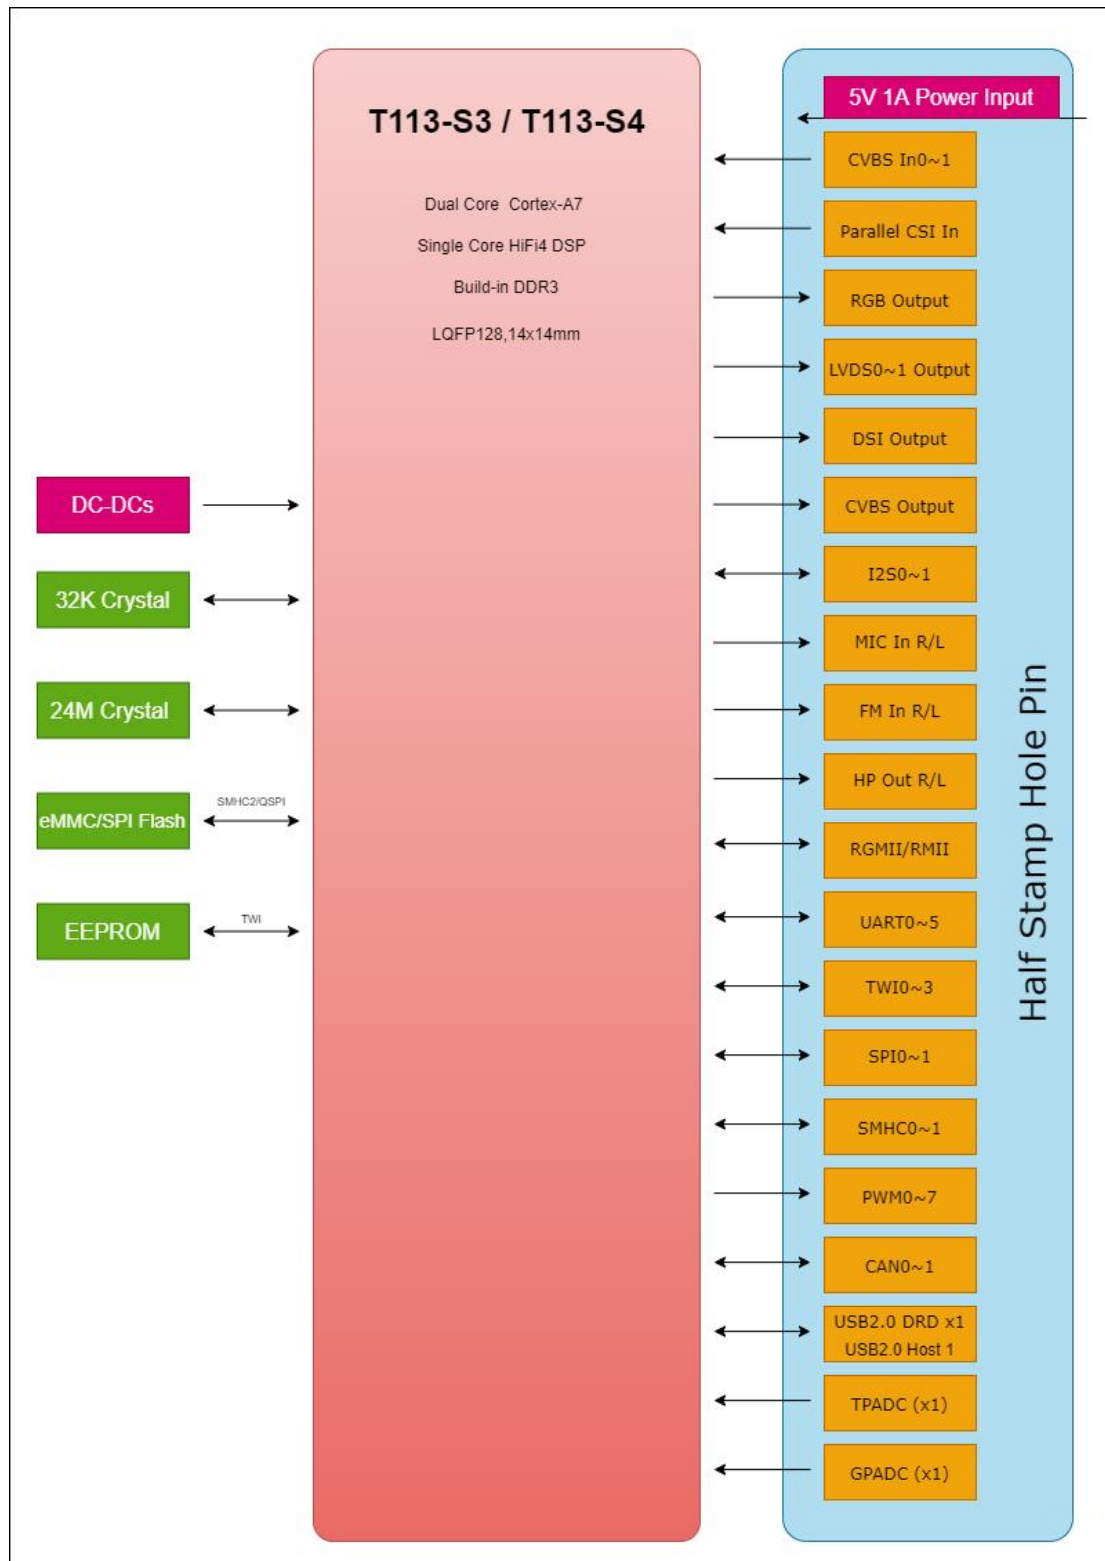 T113-S3 / T113-S4
Dual Core Cortex-A7
Single Core HiFi4 DSP
Build-in DDR3
LQFP128,14x14mm
DC-DCs
32K Crystal
24M Crystal
eMMC/SPI Flash
SMHC2/QSPI
EEPROM
TWI
5V 1A Power Input
CVBS In0~1
Parallel CSI In
RGB Output
LVDS0~1 Output
DSI Output
CVBS Output
I2S0~1
MIC In R/L
FM In R/L
HP Out R/L
RGMII/RMII
UART0~5
TWI0~3
SPI0~1
SMHC0~1
PWM0~7
CAN0~1
USB2.0 DRD x1
USB2.0 Host 1
TPADC (x1)
GPADC (x1)
Half Stamp Hole Pin